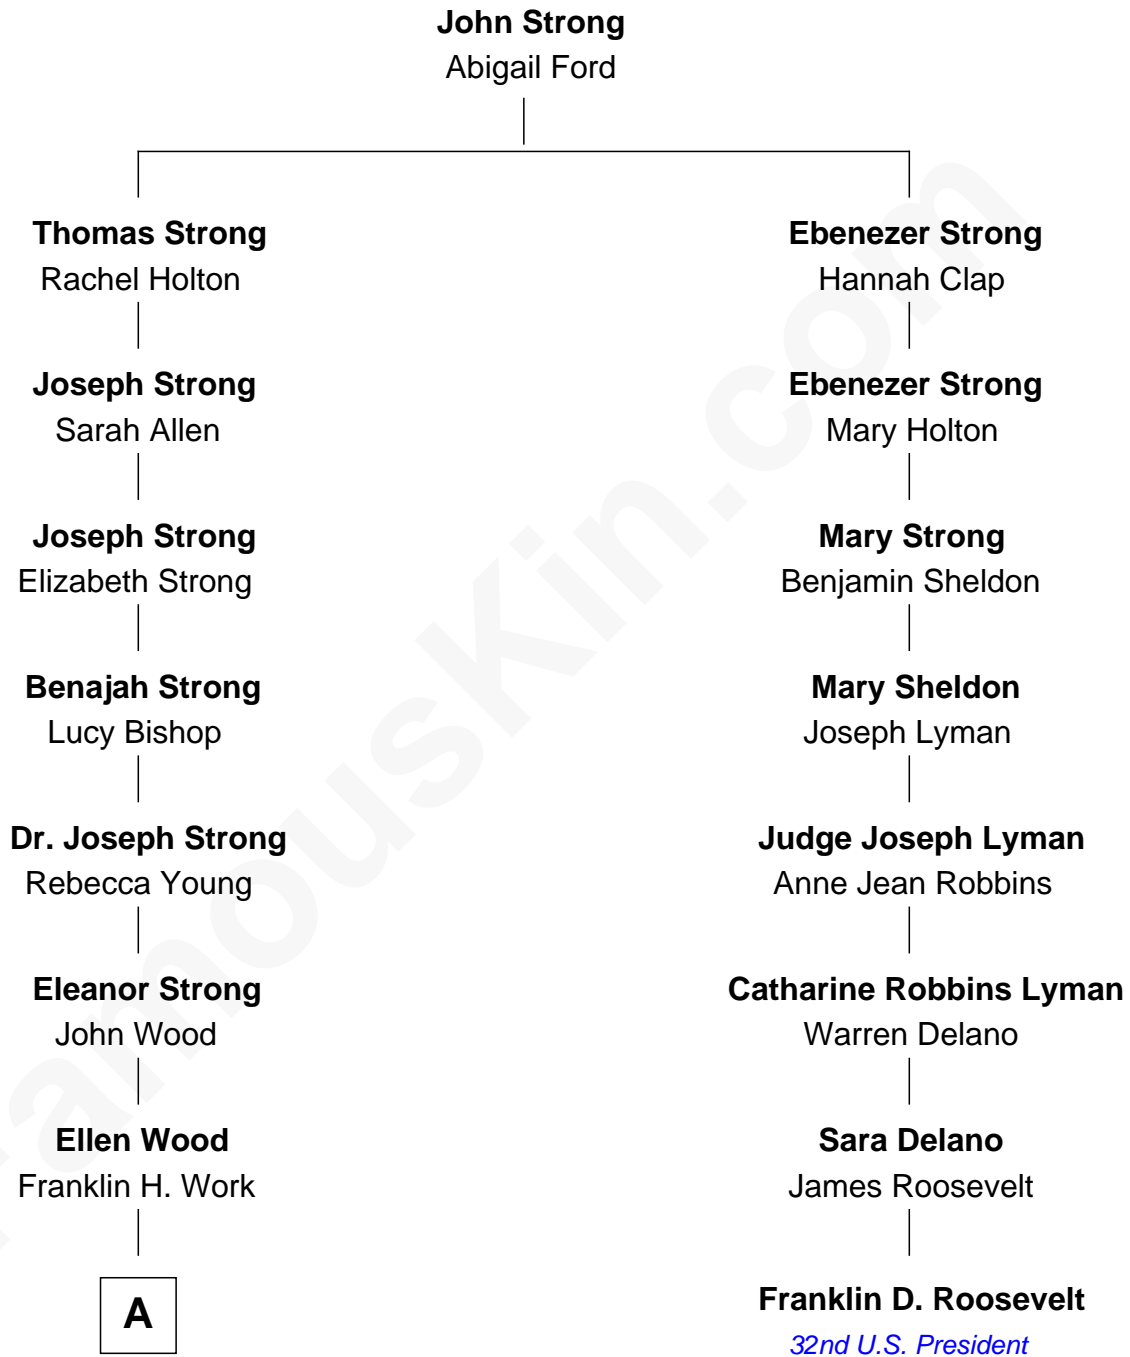 John Strong
Abigail Ford
Thomas Strong
Rachel Holton
Ebenezer Strong
Hannah Clap
Joseph Strong
Sarah Allen
Ebenezer Strong
Mary Holton
Joseph Strong
Elizabeth Strong
Mary Strong
Benjamin Sheldon
Benajah Strong
Lucy Bishop
Mary Sheldon
Joseph Lyman
Dr. Joseph Strong
Rebecca Young
Judge Joseph Lyman
Anne Jean Robbins
Eleanor Strong
John Wood
Catharine Robbins Lyman
Warren Delano
Ellen Wood
Franklin H. Work
Sara Delano
James Roosevelt
A
Franklin D. Roosevelt
32nd U.S. President
FamousKin.com